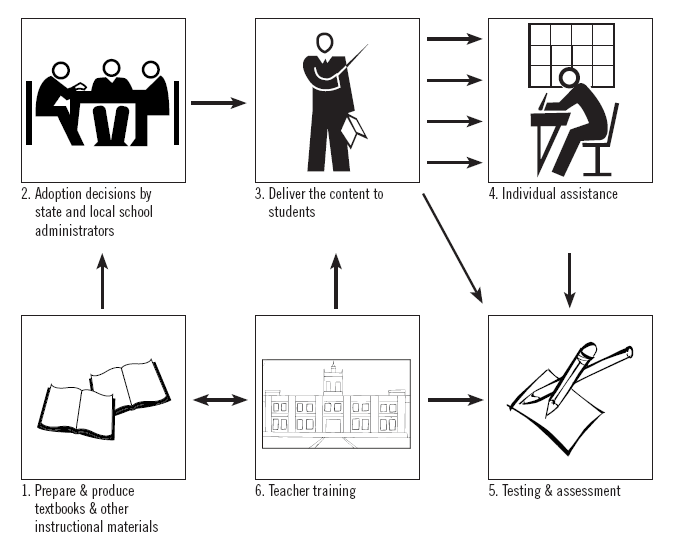 2. Adoption decisions by
state and local school
administrators
3. Deliver the content to
students
4. Individual assistance
1. Prepare & produce
textbooks & other
instructional materials
6. Teacher training
5. Testing & assessment